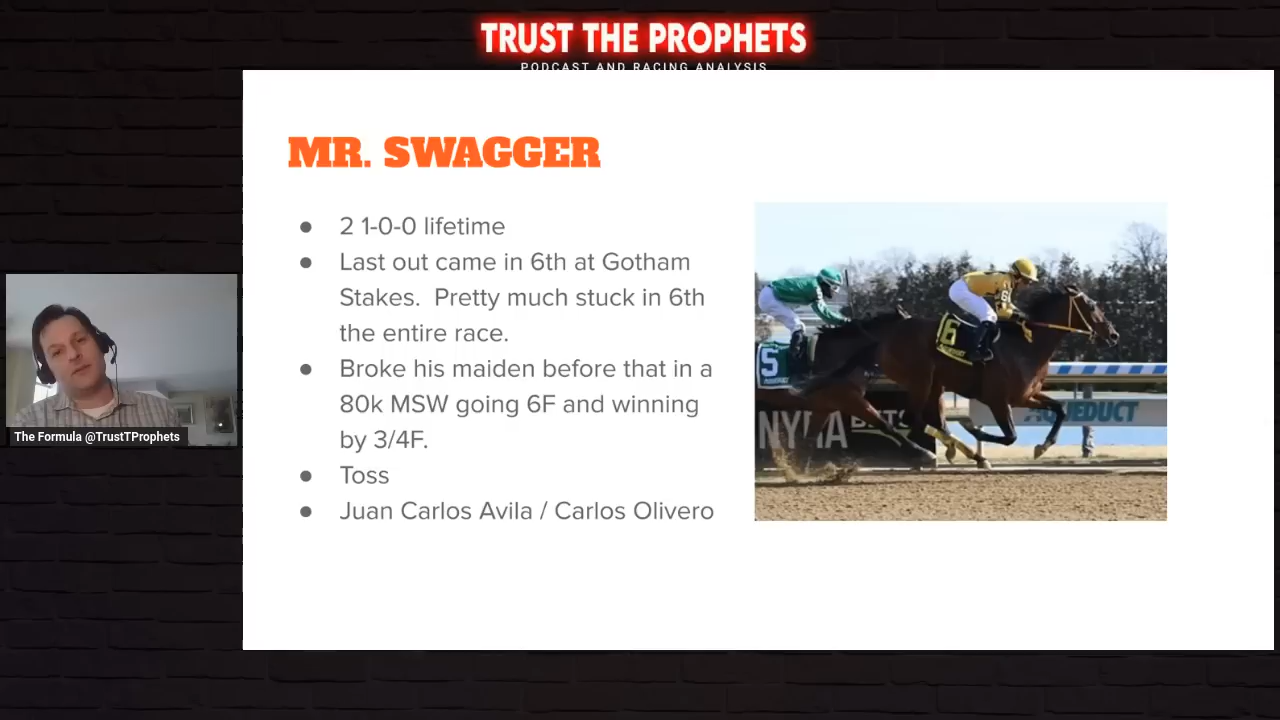 TRUST THE PROPHETS
PODCAST AND RACING ANALYSIS
MR. SWAGGER
● 2 1-0-0 lifetime
● Last out came in 6th at Gotham
Stakes. Pretty much stuck in 6th
the entire race.
● Broke his maiden before that in a
80k MSW going 6F and winning
by 3/4F.
● Toss
● Juan Carlos Avila / Carlos Olivero
The Formula @TrustTProphets
5
6
6
NYRA BETS
AQUEDUCT